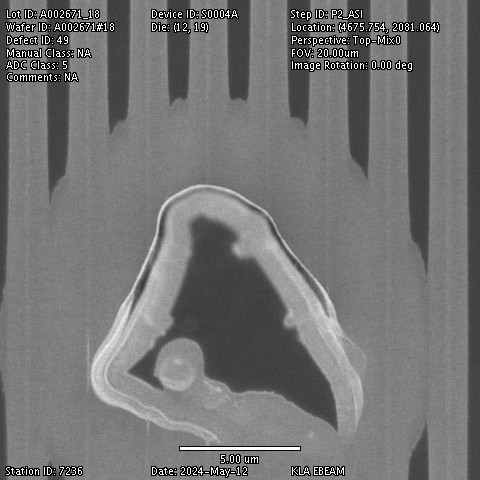 Lot ID: A002671_18
Wafer ID: A002671#18
Defect ID: 49
Manual Class: NA
ADC Class: 5
Comments: NA
Device ID: S0004A
Die: (12, 19)
Step ID: P2_ASI
Location: (4675.754, 2081.064)
Perspective: Top-Mix0
FOV: 20.00um
Image Rotation: 0.00 deg
5.00 um
Station ID: 7236
Date: 2024-May-12
KLA EBEAM